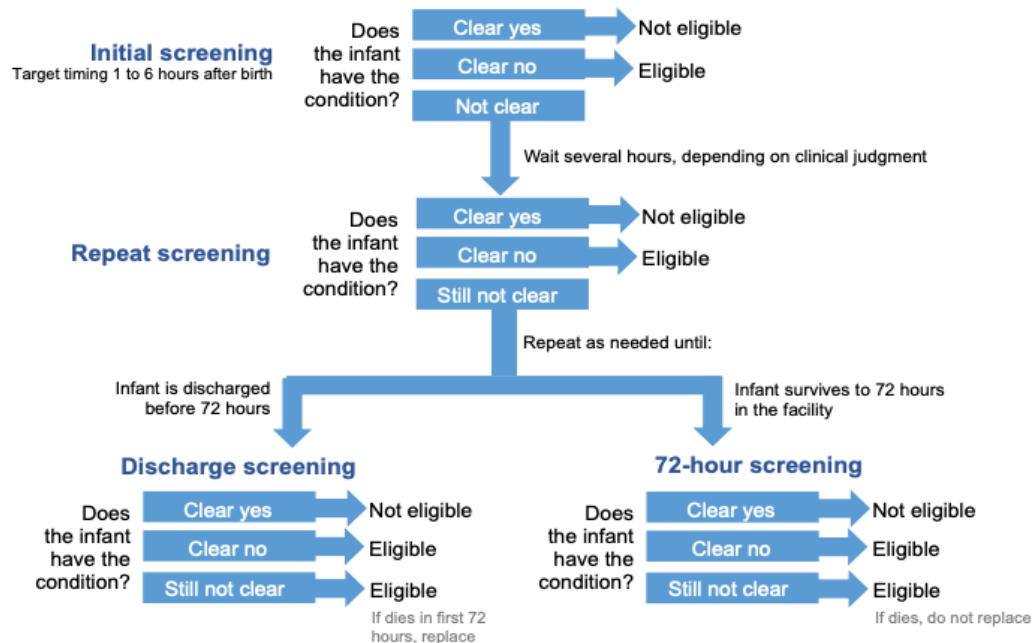 Initial screening
Target timing 1 to 6 hours after birth
Does
the infant
have the
condition?
Clear yes
Not eligible
Clear no
Eligible
Not clear
Wait several hours, depending on clinical judgment
Repeat screening
Does
the infant
have the
condition?
Clear yes
Not eligible
Clear no
Eligible
Still not clear
Repeat as needed until:
Infant is discharged
before 72 hours
Infant survives to 72 hours
in the facility
Discharge screening
Does
the infant
have the
condition?
Clear yes
Not eligible
Clear no
Eligible
Still not clear
Eligible
If dies in first 72
hours, replace
72-hour screening
Does
the infant
have the
condition?
Clear yes
Not eligible
Clear no
Eligible
Still not clear
Eligible
If dies, do not replace